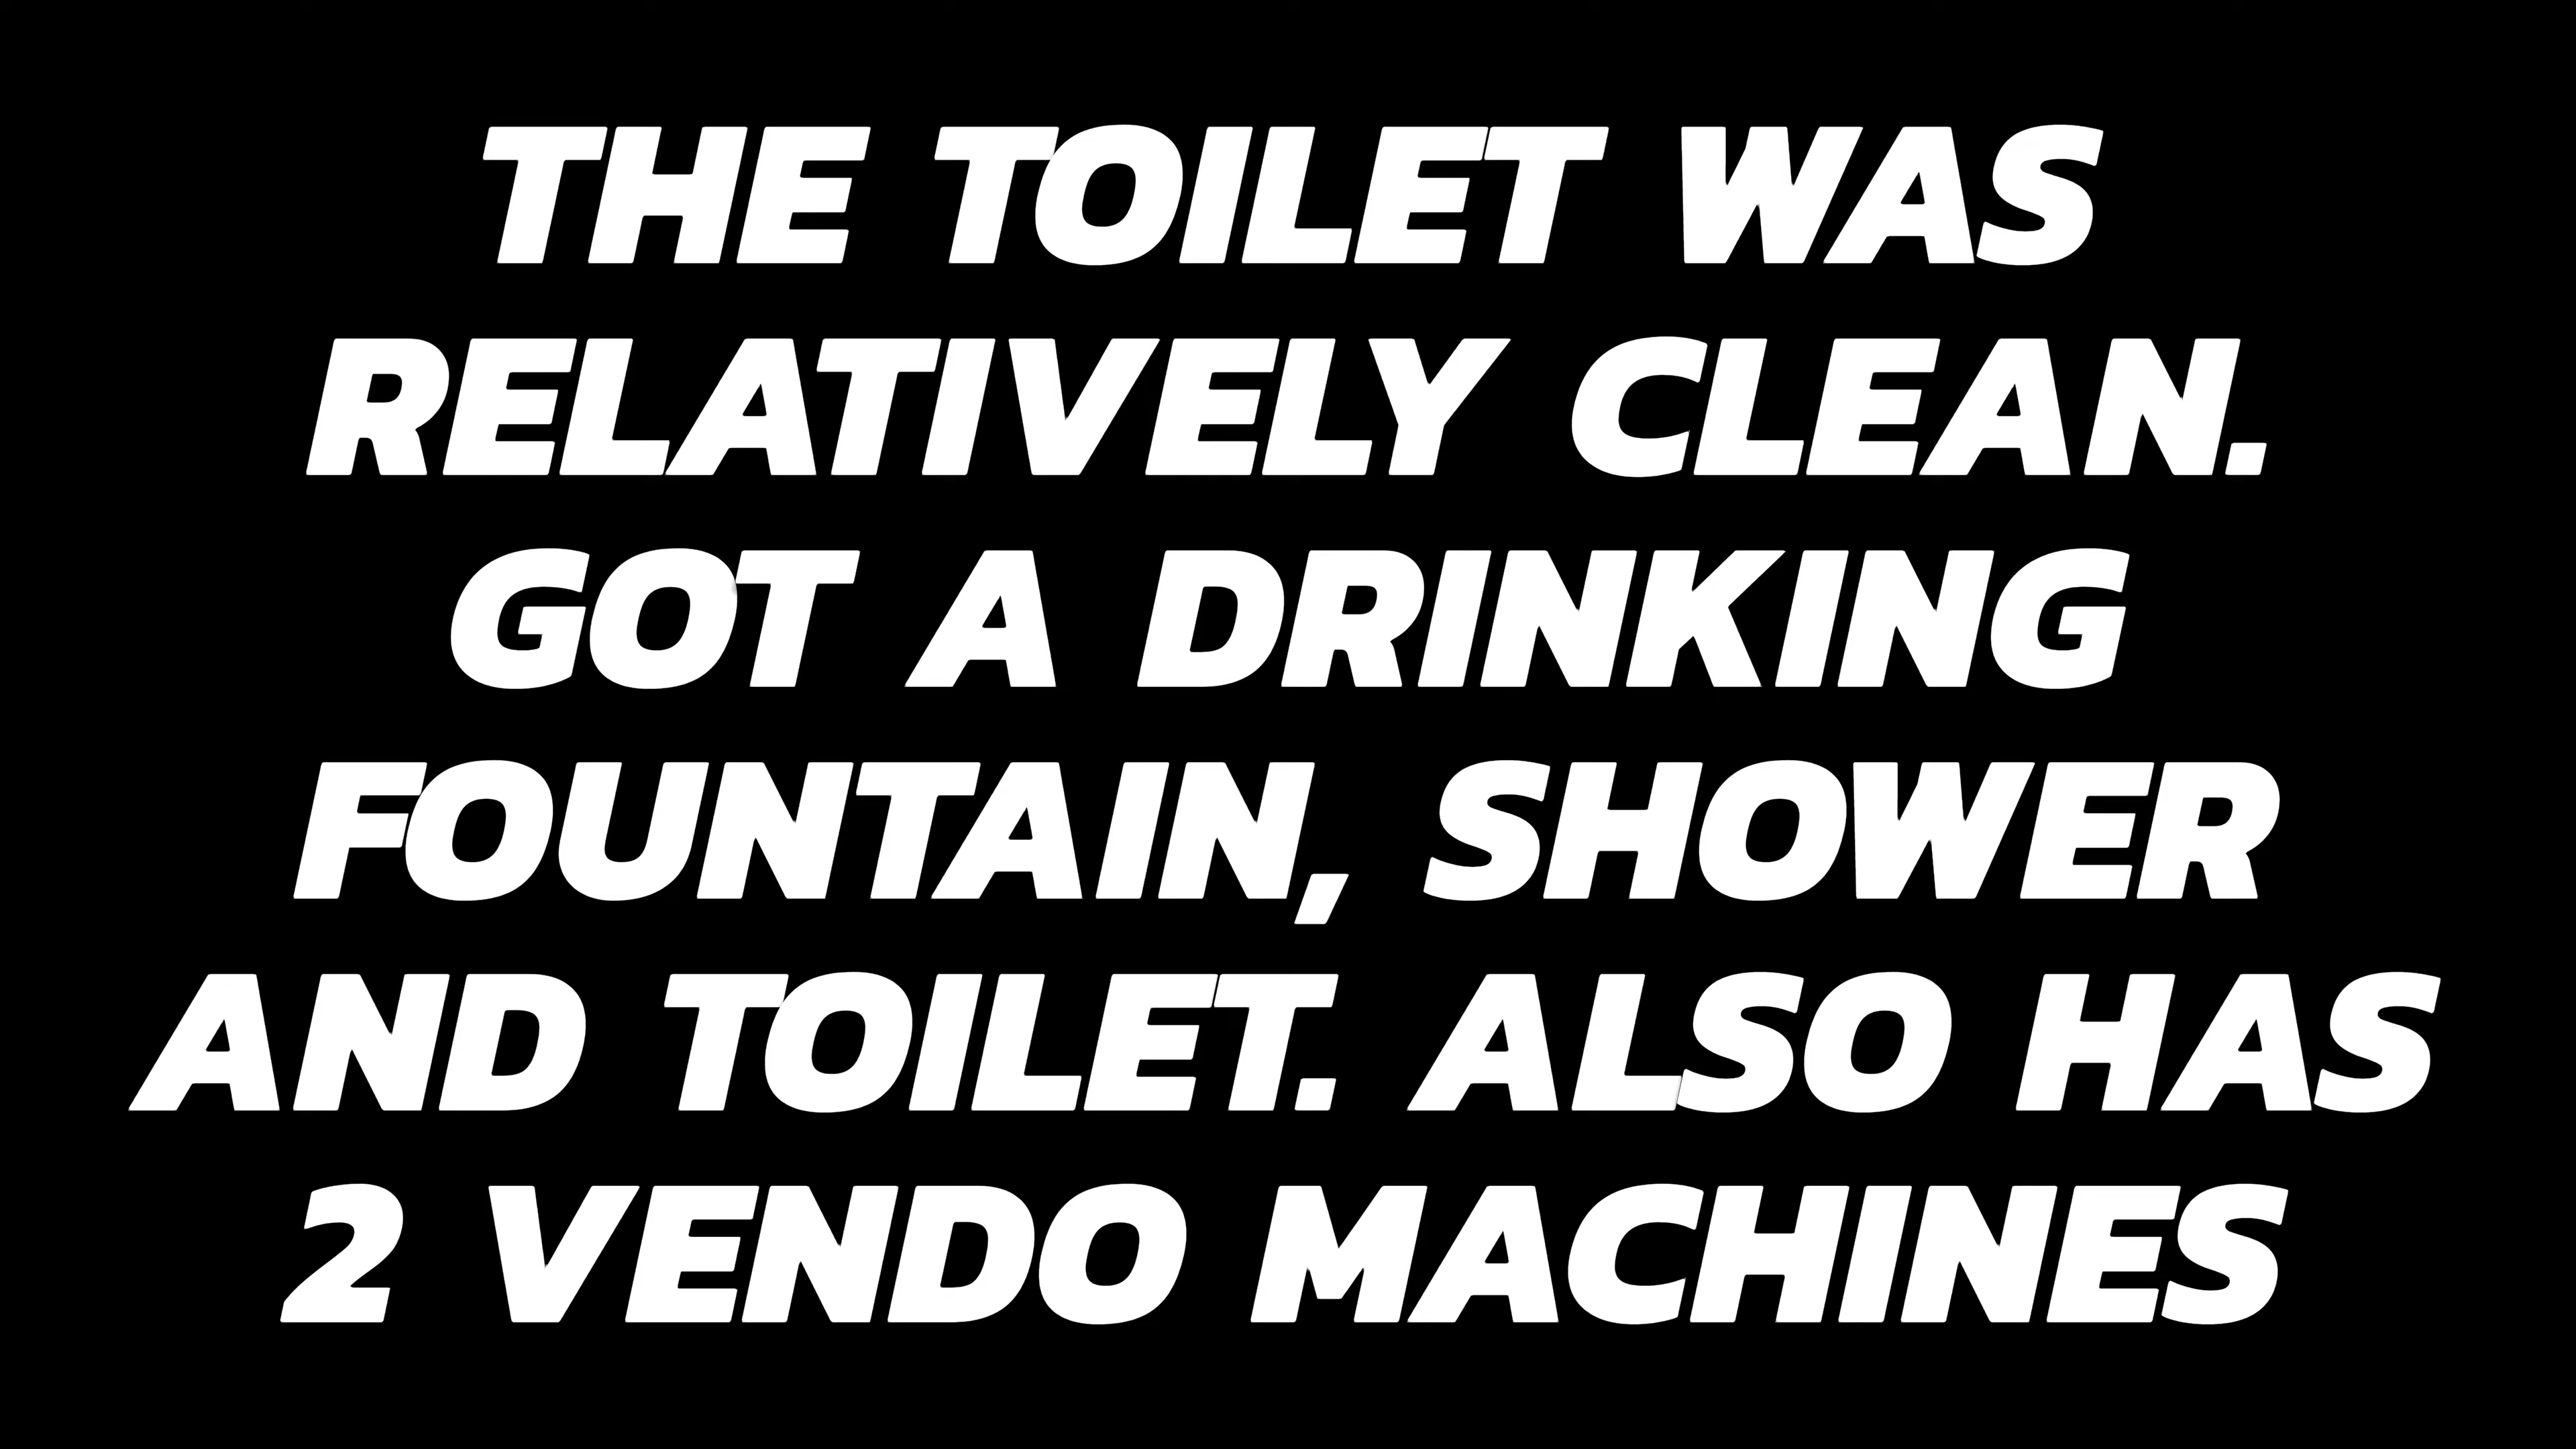 THE TOILET WAS
RELATIVELY CLEAN.
GOT A DRINKING
FOUNTAIN, SHOWER
AND TOILET. ALSO HAS
2 VENDO MACHINES